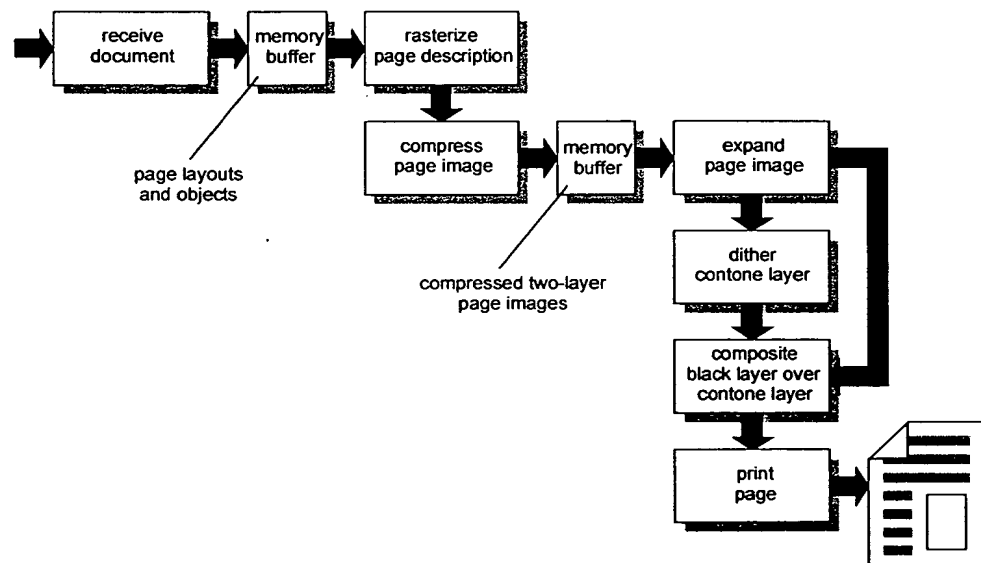 receive
document
memory
buffer
rasterize
page description
page layouts
and objects
compress
page image
memory
buffer
expand
page image
compressed two-layer
page images
dither
contone layer
composite
black layer over
contone layer
print
page